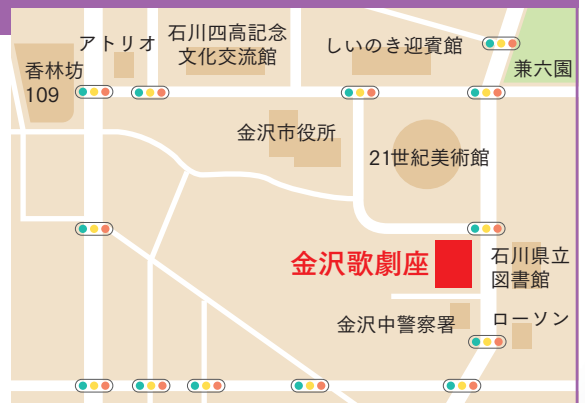 アトリオ
石川四高記念
文化交流館
しいのき迎賓館
兼六園
香林坊
109
金沢市役所
21世紀美術館
金沢歌劇座
石川県立
図書館
金沢中警察署
ローソン